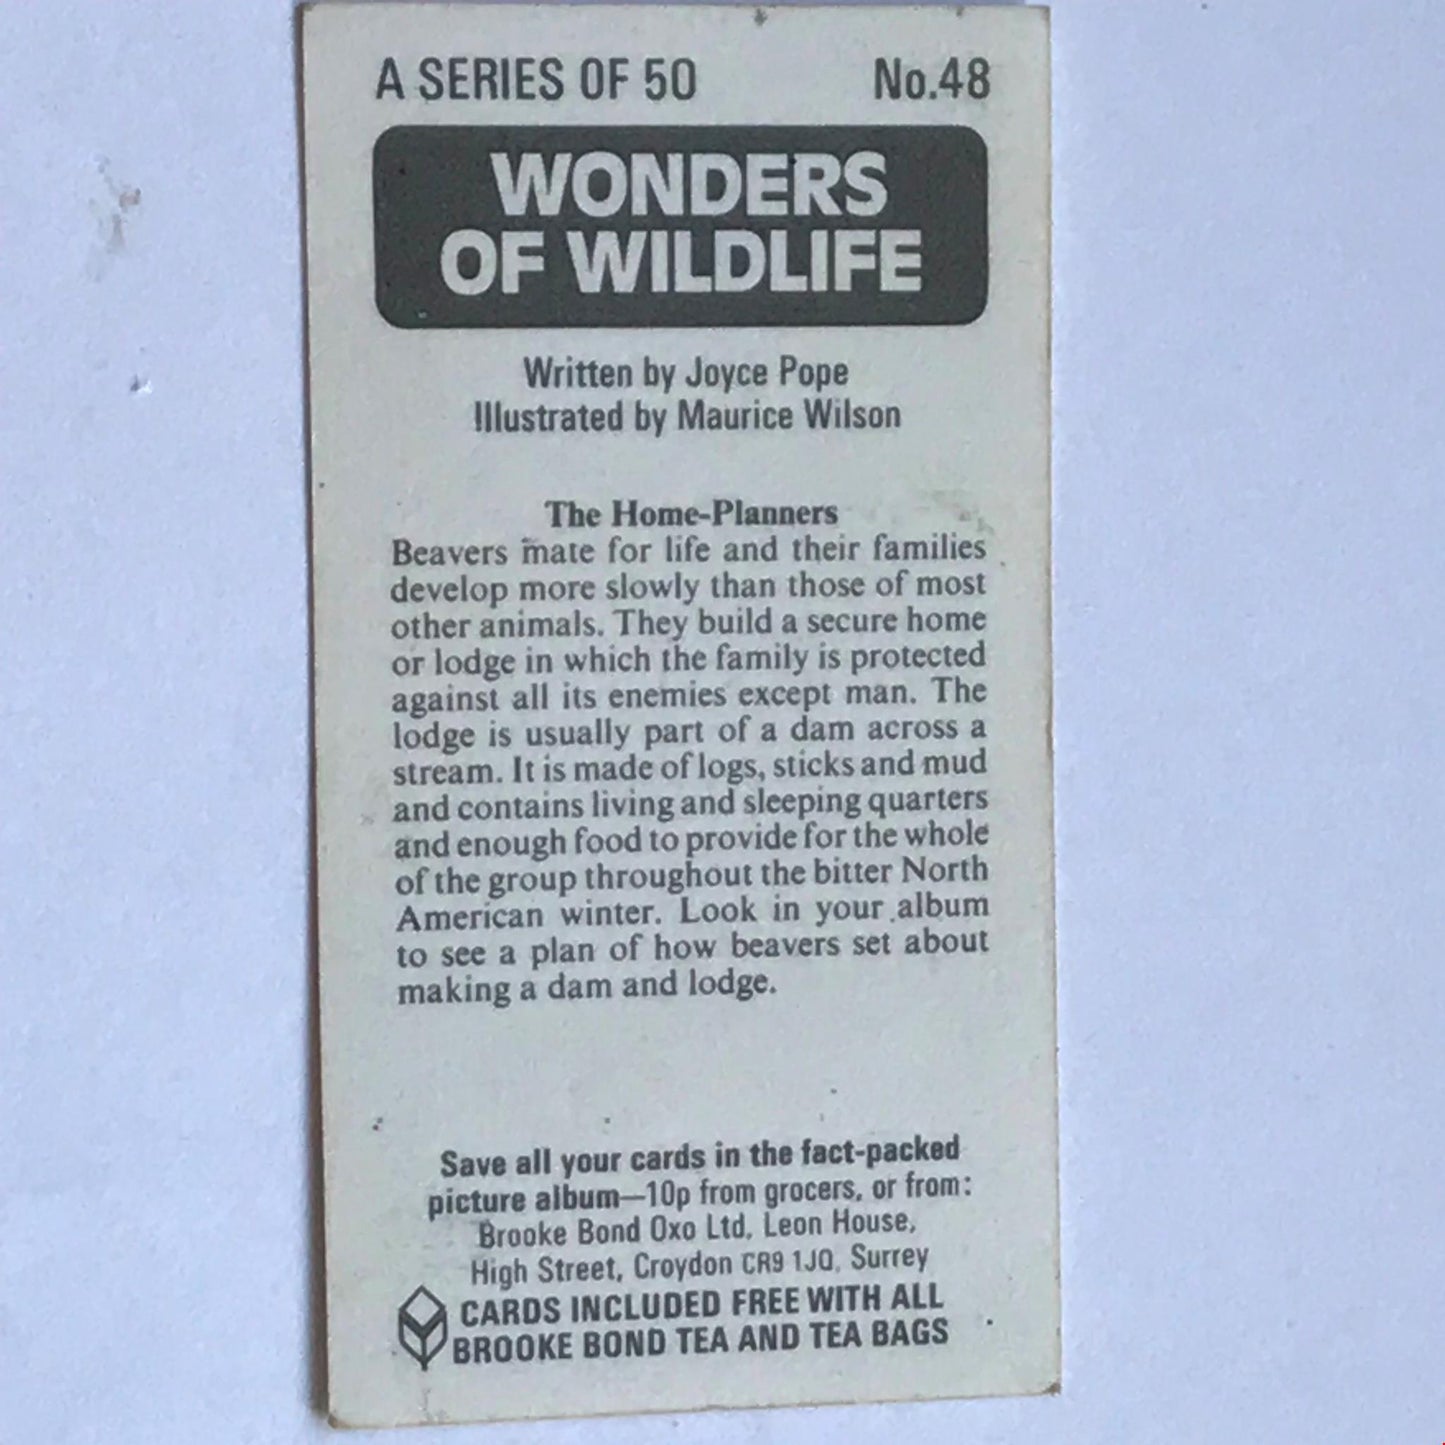 A SERIES OF 50 No.48
WONDERS
OF WILDLIFE
Written by Joyce Pope
Illustrated by Maurice Wilson
The Home-Planners
Beavers mate for life and their families
develop more slowly than those of most
other animals. They build a secure home
or lodge in which the family is protected
against all its enemies except man. The
lodge is usually part of a dam across a
stream. It is made of logs, sticks and mud
and contains living and sleeping quarters
and enough food to provide for the whole
of the group throughout the bitter North
American winter. Look in your album
to see a plan of how beavers set about
making a dam and lodge.
Save all your cards in the fact-packed
picture album—10p from grocers, or from:
Brooke Bond Oxo Ltd, Leon House,
High Street, Croydon CR9 1JQ, Surrey
CARDS INCLUDED FREE WITH ALL
BROOKE BOND TEA AND TEA BAGS